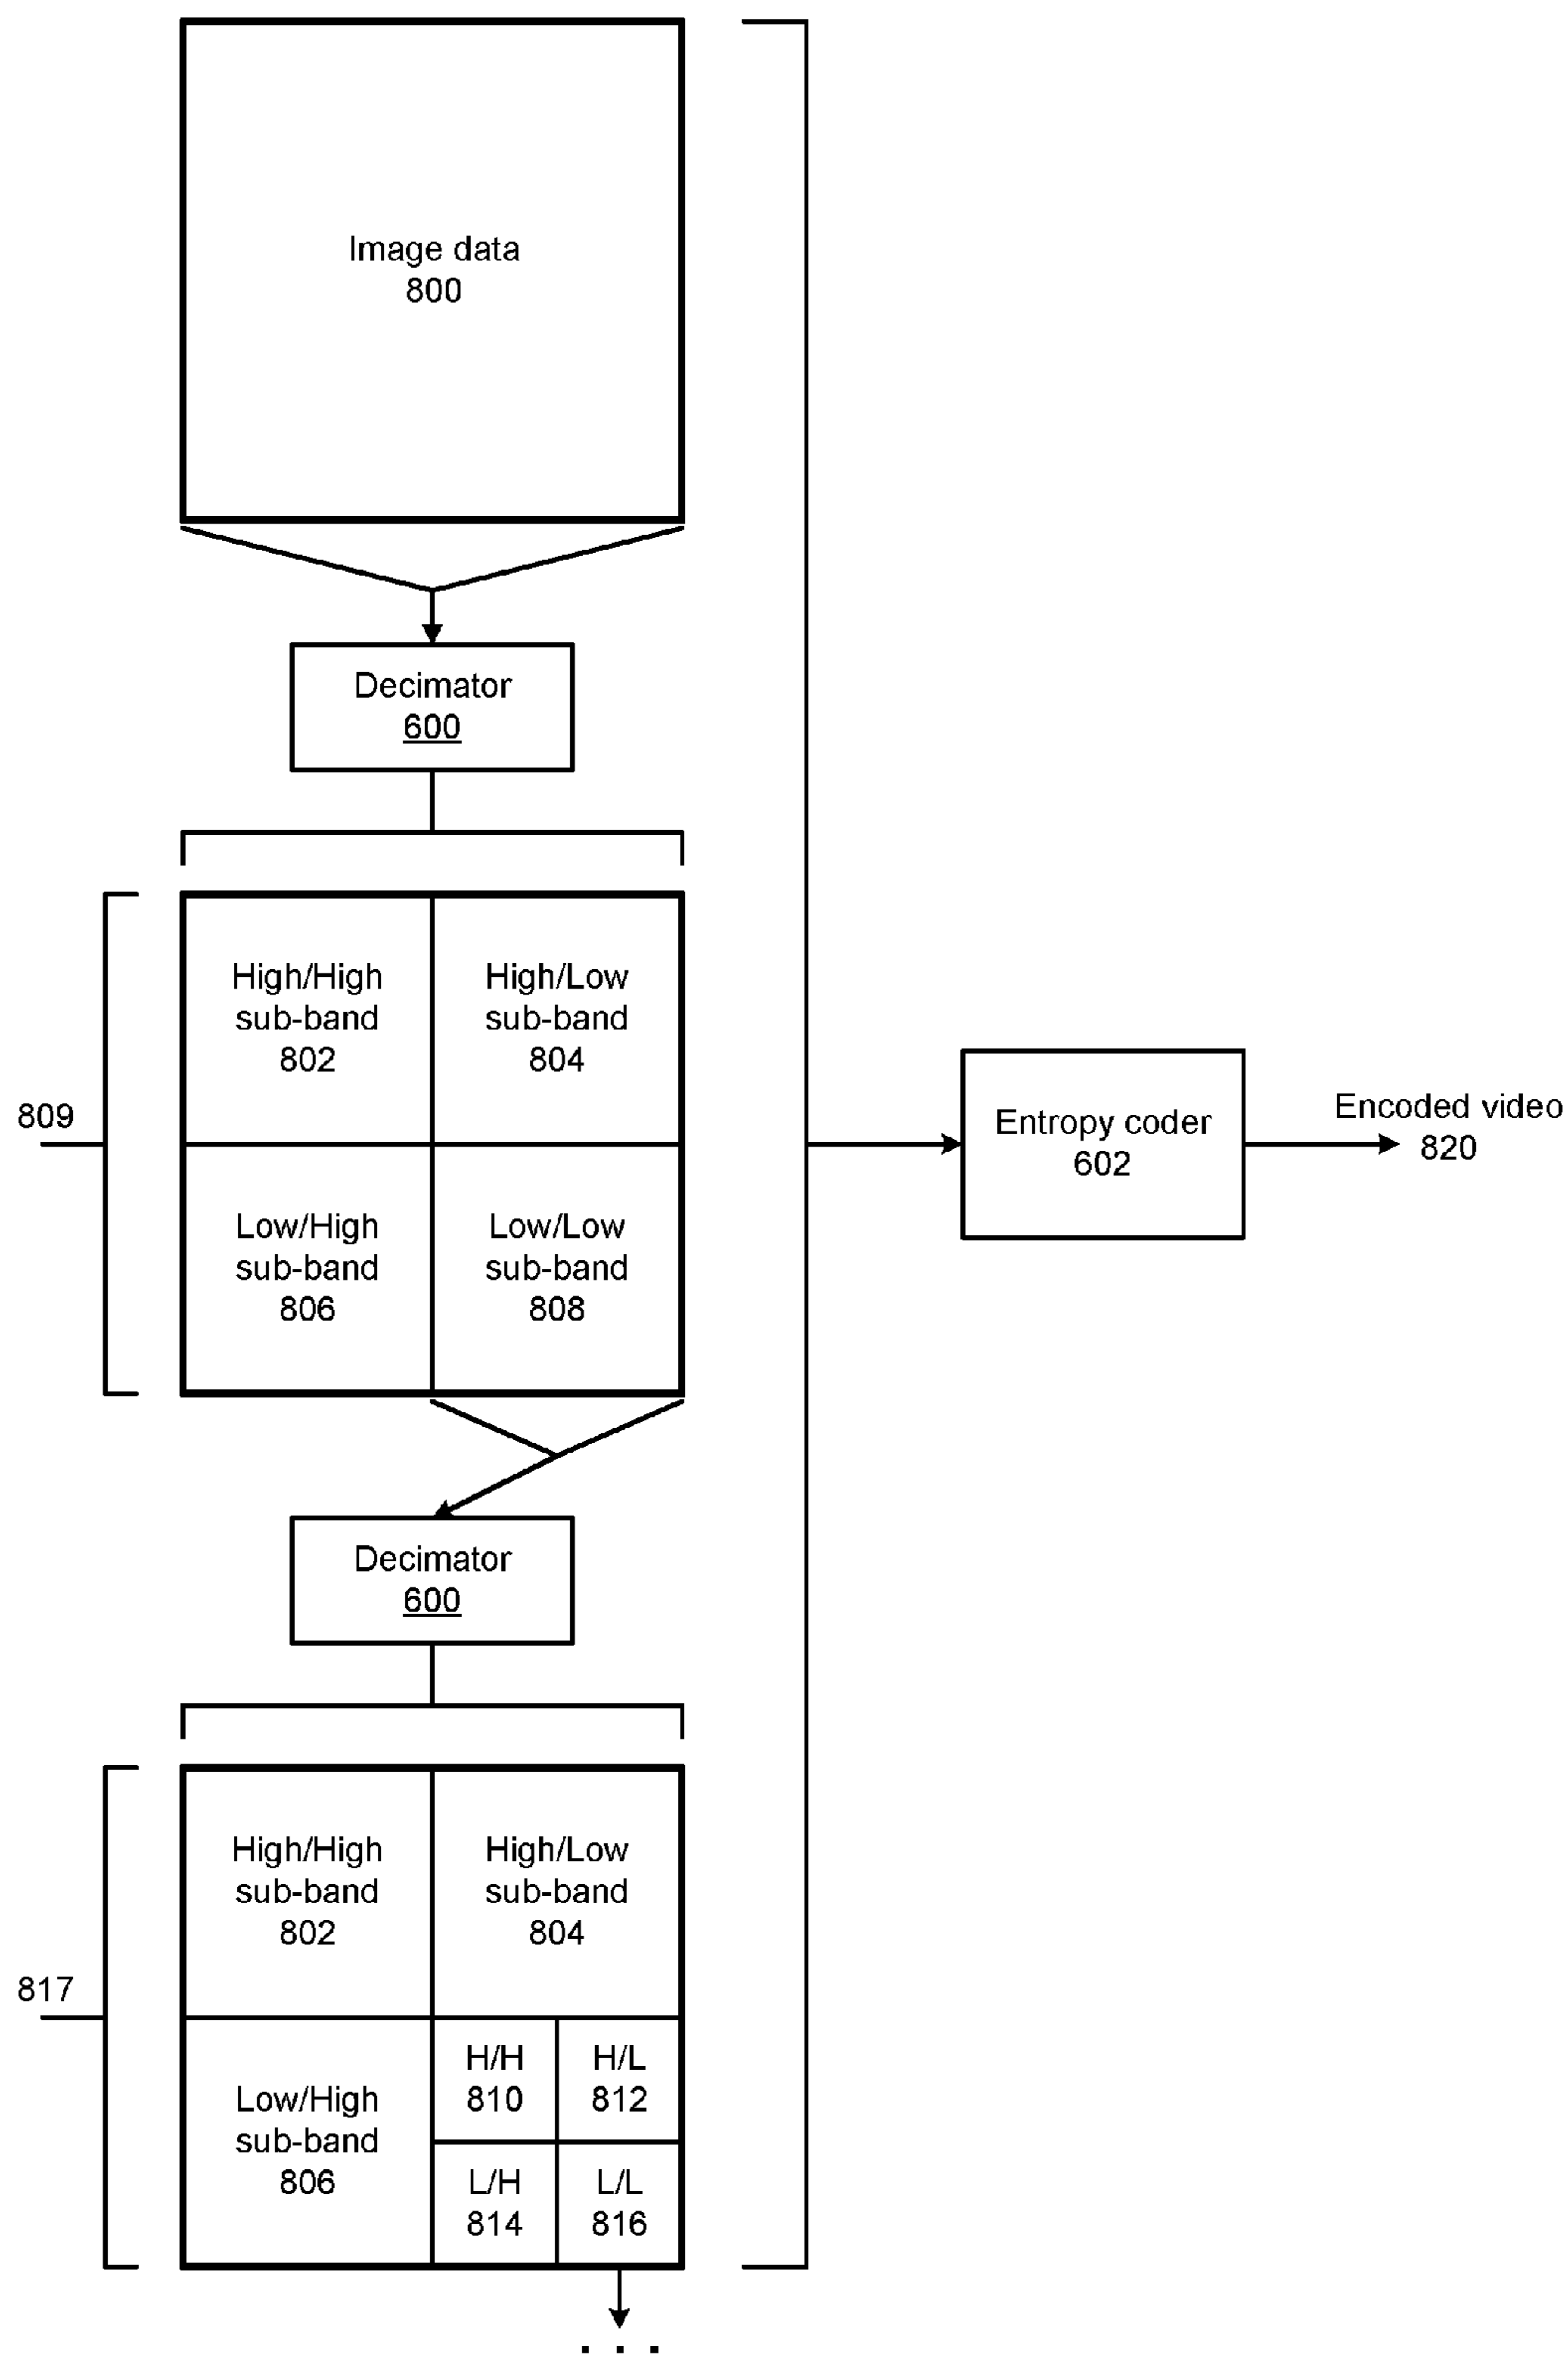 Image data
800
Decimator
600
High/High
sub-band
802
High/Low
sub-band
804
809
Low/High
sub-band
806
Low/Low
sub-band
808
Entropy coder
602
Encoded video
820
Decimator
600
High/High
sub-band
802
High/Low
sub-band
804
817
Low/High
sub-band
806
H/H
810
H/L
812
L/H
814
L/L
816
. . .